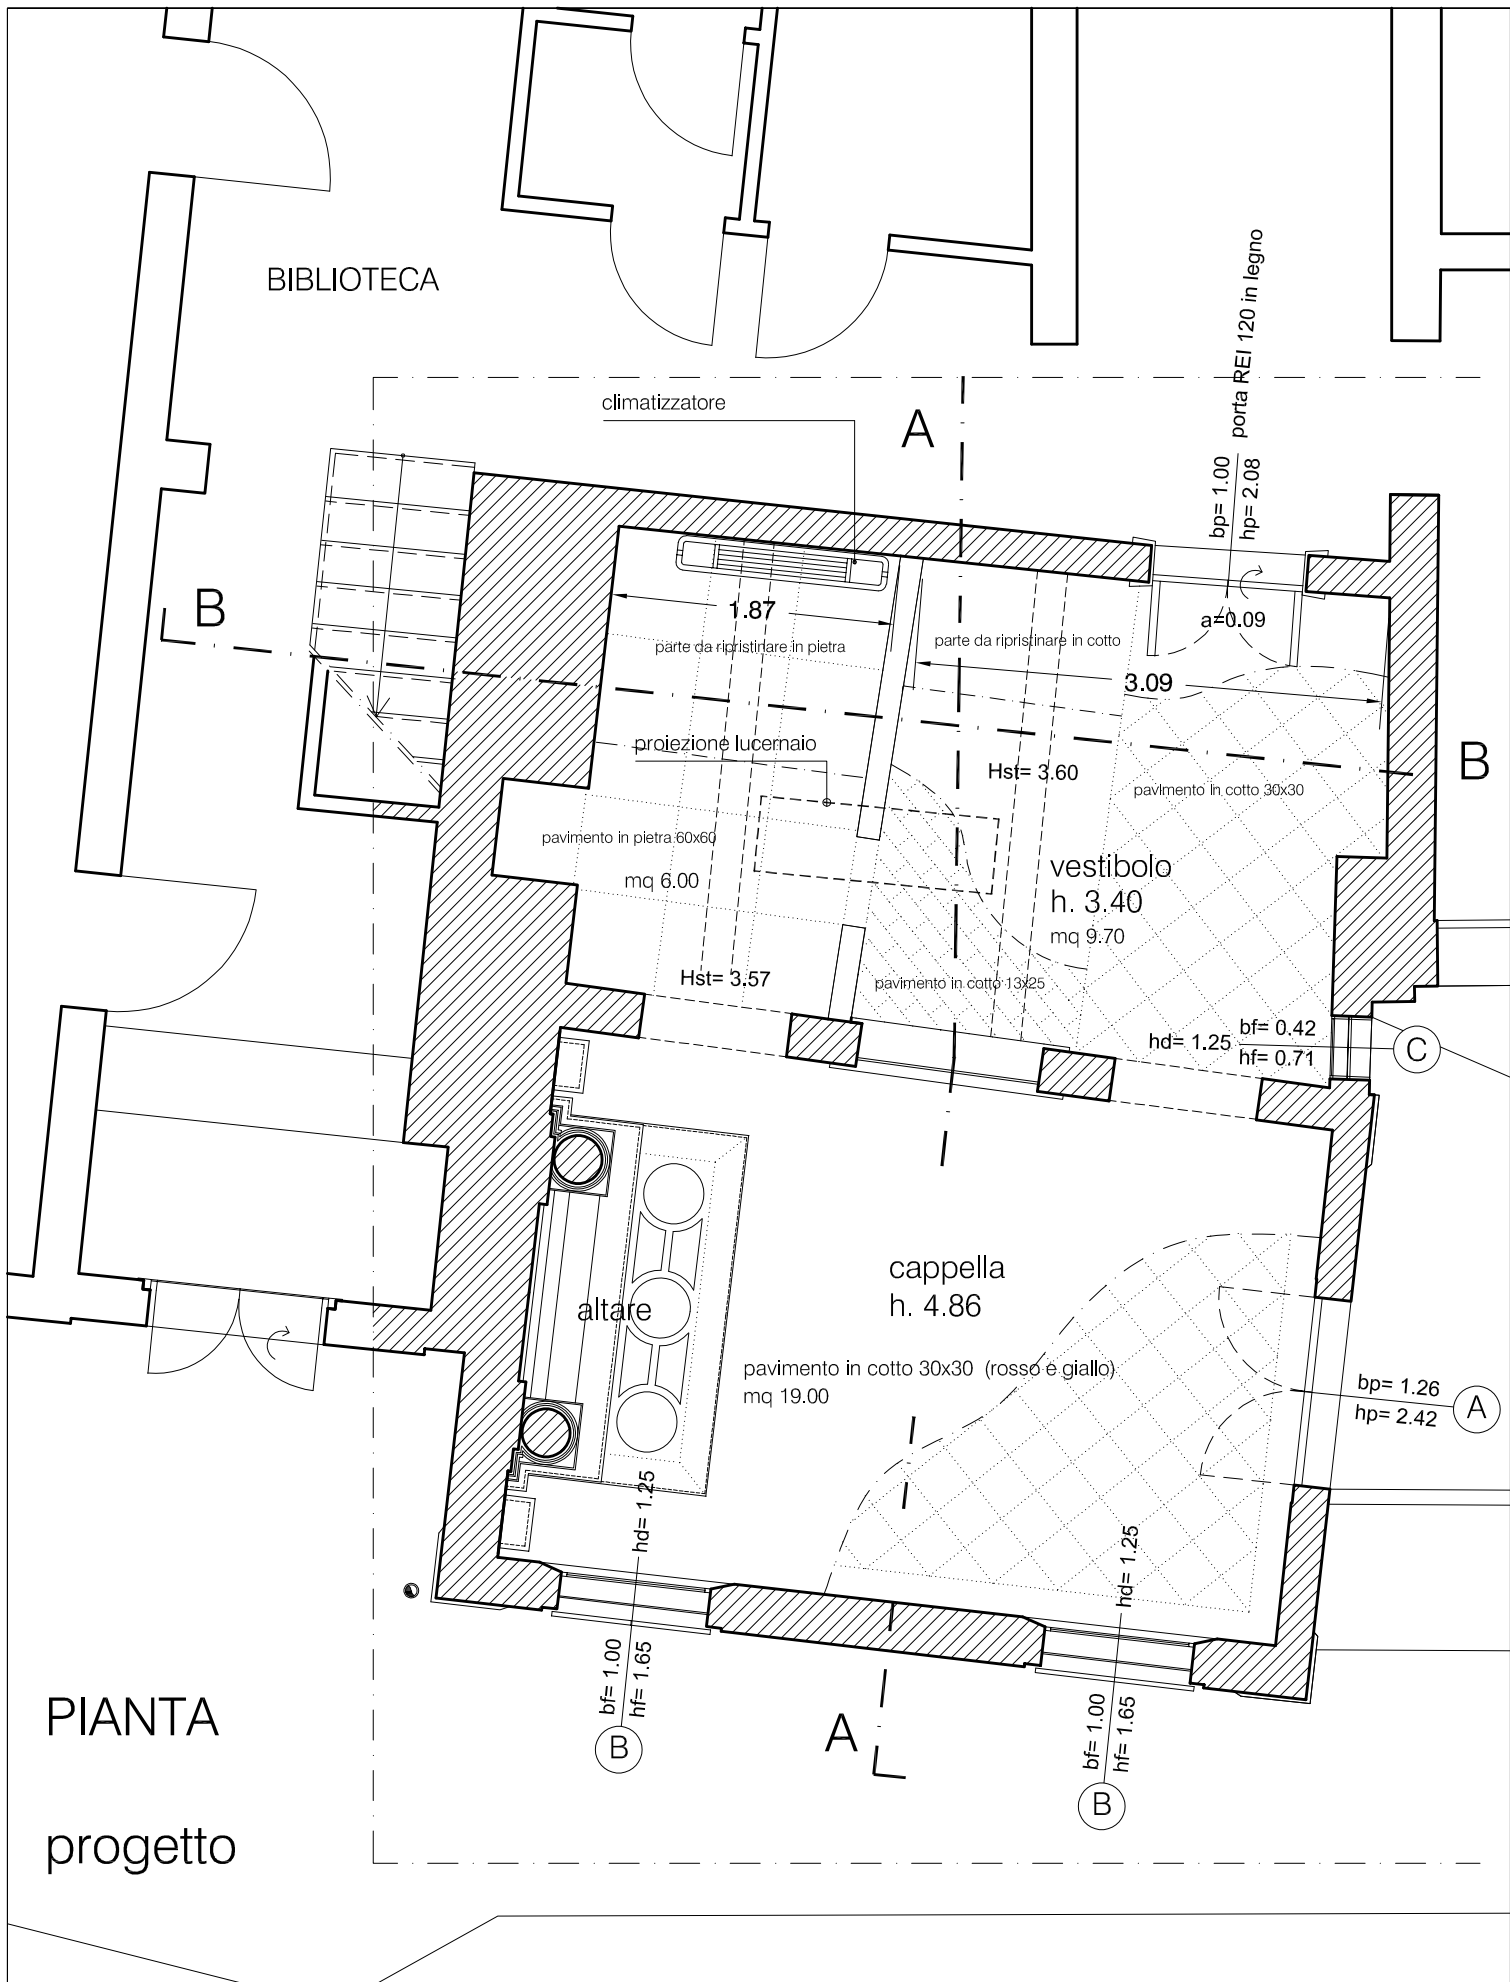 BIBLIOTECA
porta REI 120 in legno
climatizzatore
A
bp= 1.00
hp= 2.08
B
1.87
a=0.09
parte da ripristinare in pietra
parte da ripristinare in cotto
3.09
proiezione lucernaio
Hst= 3.60
B
pavimento in cotto 30x30
pavimento in pietra 60x60
mq 6.00
vestibolo
h. 3.40
mq 9.70
Hst= 3.57
pavimento in cotto 13x25
hd= 1.25
bf= 0.42
hf= 0.71
C
cappella
h. 4.86
altare
pavimento in cotto 30x30 (rosso e giallo)
mq 19.00
bp= 1.26
hp= 2.42
A
hd= 1.25
hd= 1.25
bf= 1.00
hf= 1.65
B
bf= 1.00
hf= 1.65
B
A
PIANTA
progetto